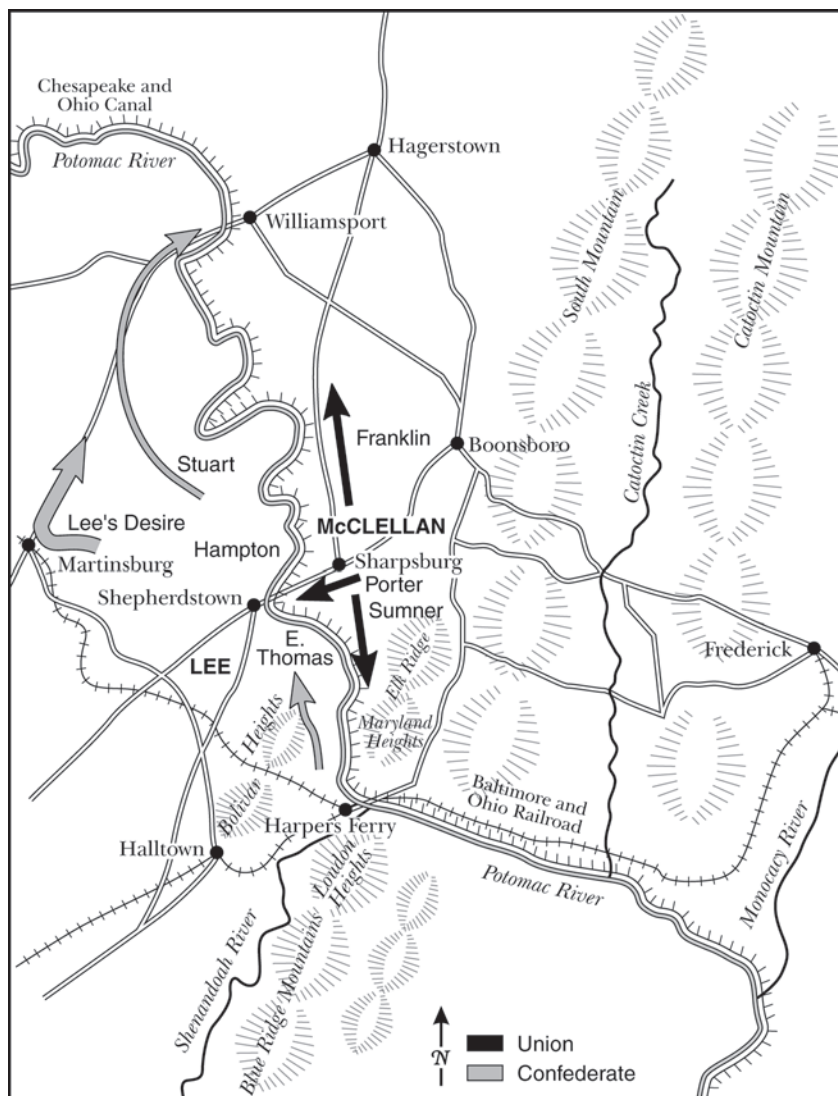 Chesapeake and
Ohio Canal
Potomac River
Hagerstown
Williamsport
South Mountain
Catoctin Mountain
Catoctin Creek
Franklin
Boonsboro
Stuart
Lee's Desire
McCLELLAN
Martinsburg
Hampton
Sharpsburg
Shepherdstown
Porter
Sumner
E.
Thomas
LEE
Elk Ridge
Frederick
Maryland
Heights
Bolivar Heights
Baltimore and
Ohio Railroad
Harpers Ferry
Halltown
Loudon
Heights
Potomac River
Monocacy River
Shenandoah River
Blue Ridge Mountains
N
Union
Confederate